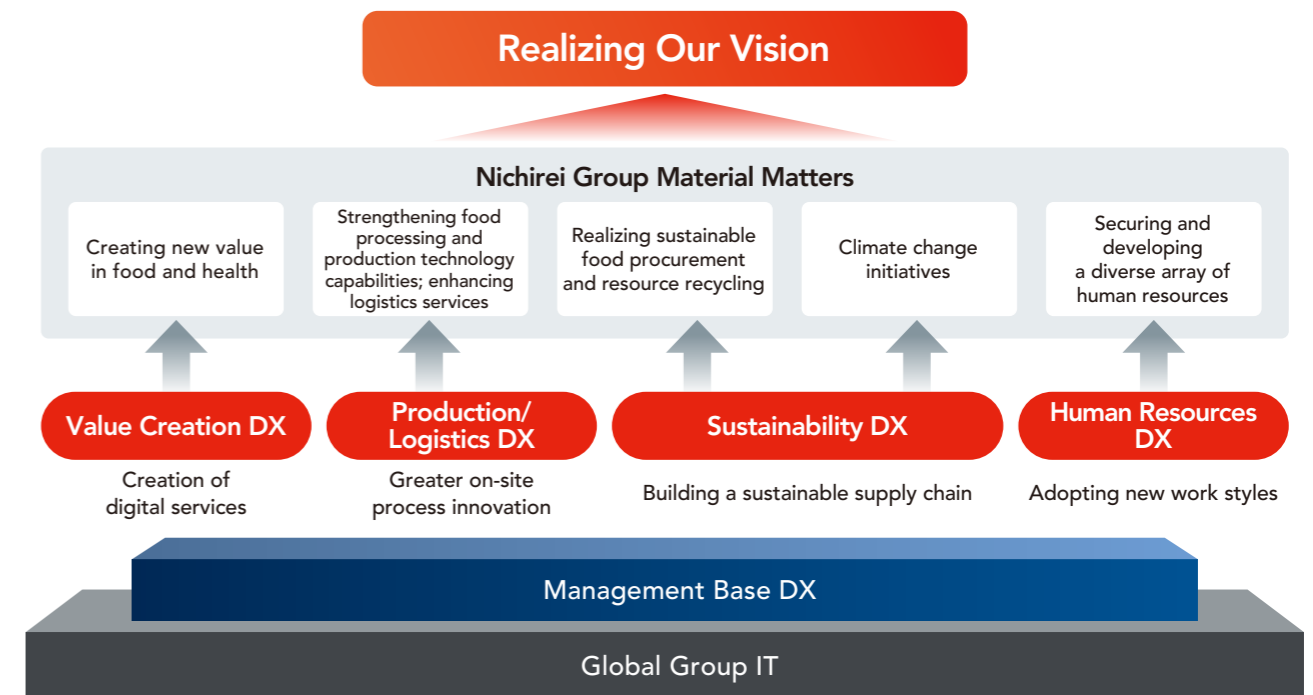 Realizing Our Vision
Nichirei Group Material Matters
Creating new value
in food and health
Strengthening food
processing and
production technology
capabilities; enhancing
logistics services
Realizing sustainable
food procurement
and resource recycling
Climate change
initiatives
Securing and
developing
a diverse array of
human resources
Value Creation DX
Production/
Logistics DX
Sustainability DX
Human Resources
DX
Creation of
digital services
Greater on-site
process innovation
Building a sustainable supply chain
Adopting new work styles
Management Base DX
Global Group IT